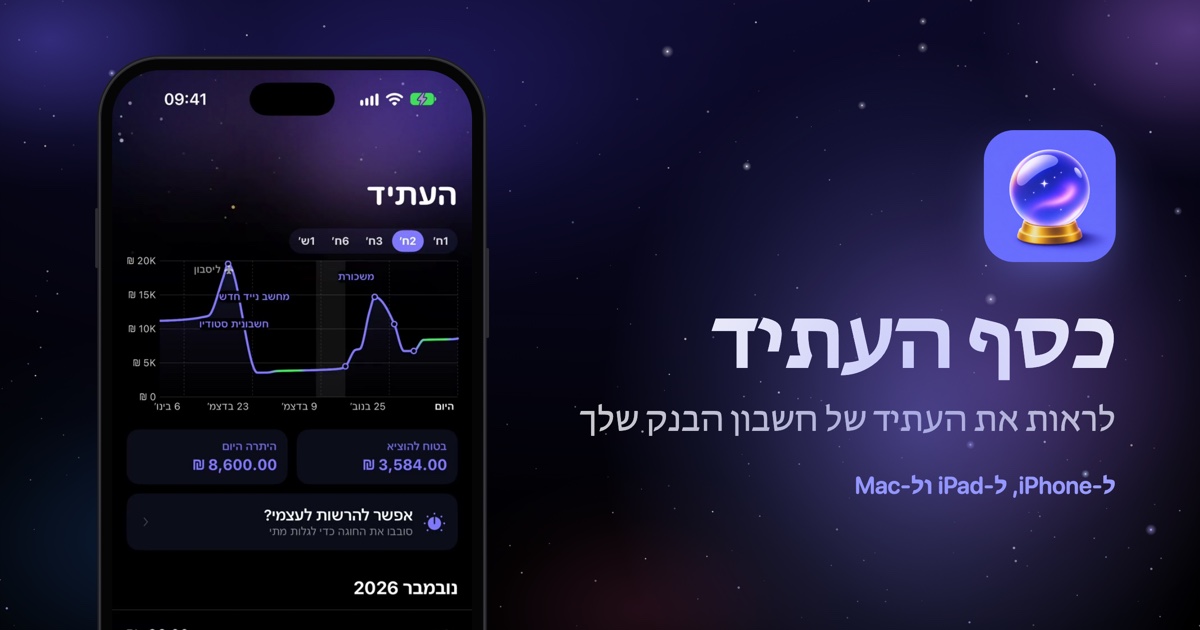 כסף העתיד
לראות את העתיד של חשבון הבנק שלך
ל-iPhone, ל-iPad ול-Mac
09:41
העתיד
1ח׳ 2ח׳ 3ח׳ 6ח׳ 1ש׳
₪ 20K
₪ 15K
₪ 10K
₪ 5K
₪ 0
משכורת
ליסבון
מחשב נייד חדש
חשבונית סטודיו
היום 25 בנוב׳ 9 בדצמ׳ 23 בדצמ׳ 6 בינו׳
בטוח להוציא
3,584.00 ₪
היתרה היום
8,600.00 ₪
אפשר להרשות לעצמי?
סובבו את החוגה כדי לגלות מתי
נובמבר 2026